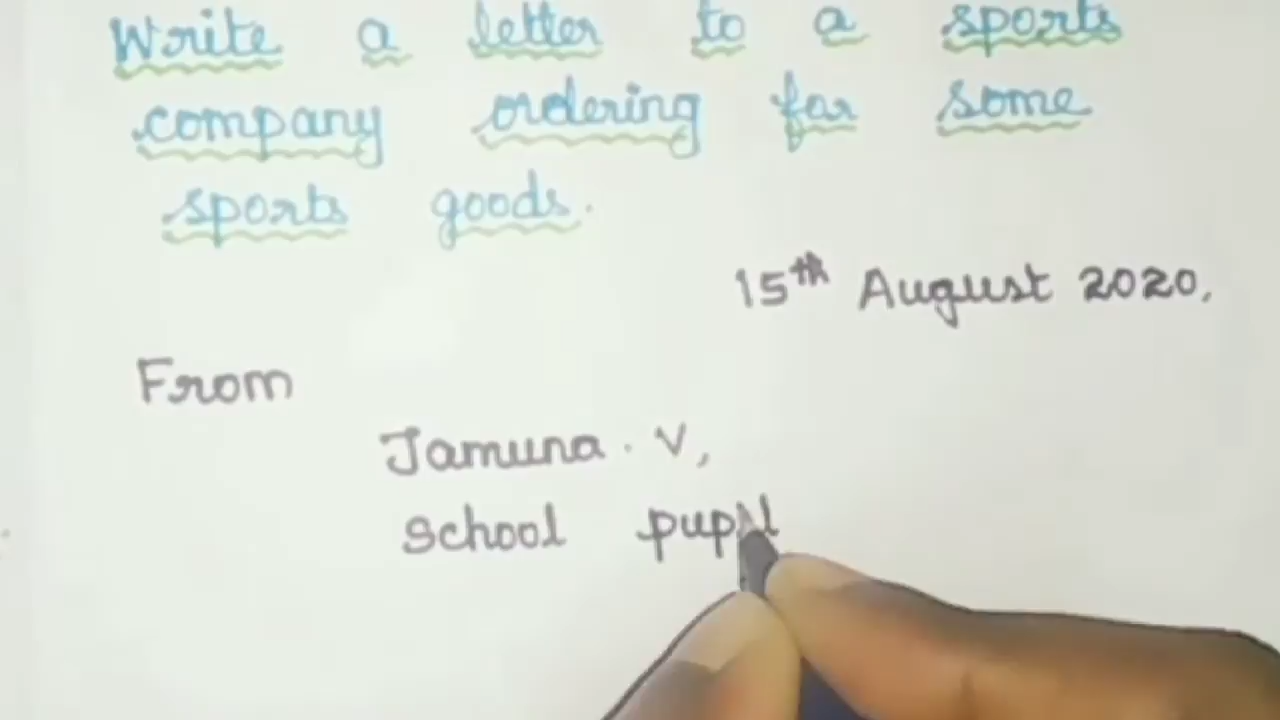 Write a letter to a sports
company ordering for some
sports goods.
15th August 2020.
From
Jamuna. V,
school pupil